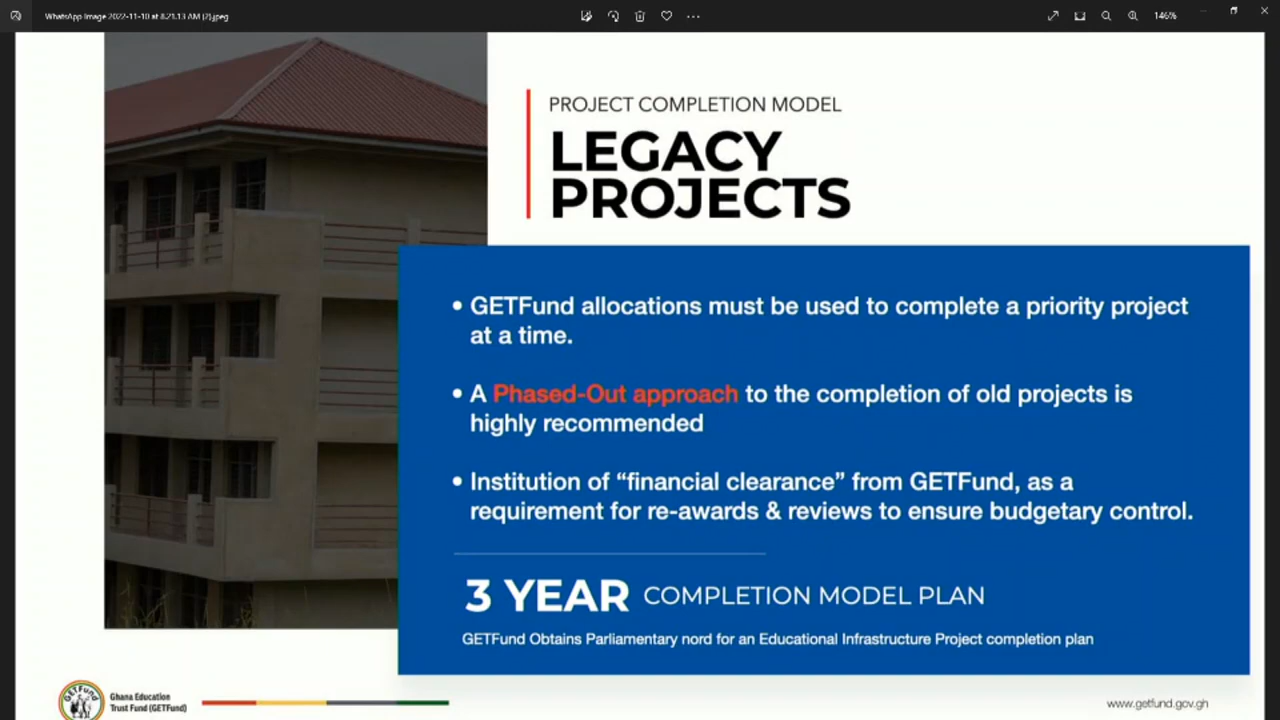 WhatsApp Image 2022-11-10 at 8.21.13 AM (2).jpeg
146%
PROJECT COMPLETION MODEL
LEGACY
PROJECTS
• GETFund allocations must be used to complete a priority project
at a time.
• A Phased-Out approach to the completion of old projects is
highly recommended
• Institution of “financial clearance” from GETFund, as a
requirement for re-awards & reviews to ensure budgetary control.
3 YEAR COMPLETION MODEL PLAN
GETFund Obtains Parliamentary nord for an Educational Infrastructure Project completion plan
GETFund
Ghana Education
Trust Fund (GETFund)
www.getfund.gov.gh